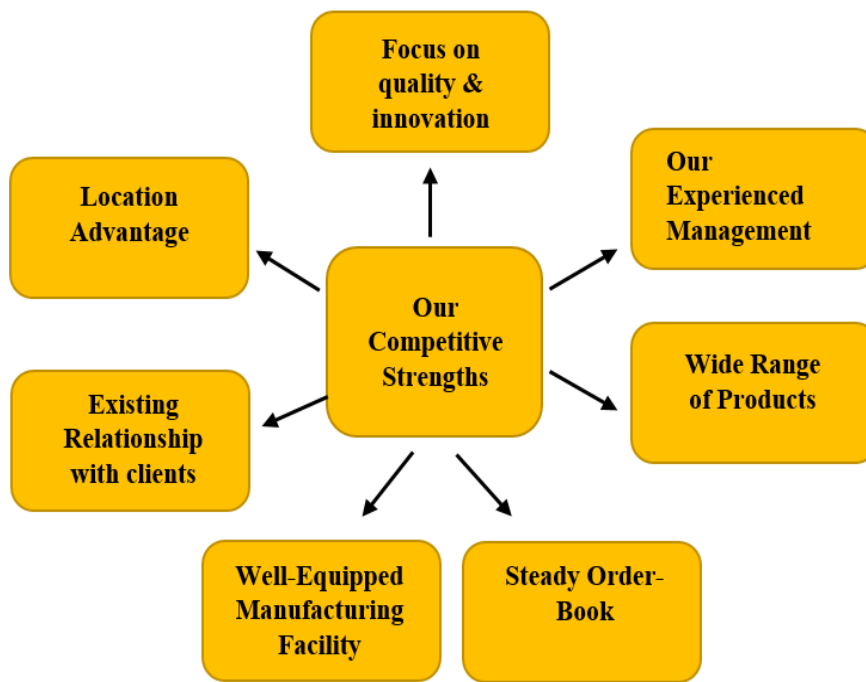 Focus on
quality &
innovation
Our
Experienced
Management
Location
Advantage
Our
Competitive
Strengths
Wide Range
of Products
Existing
Relationship
with clients
Well-Equipped
Manufacturing
Facility
Steady Order-
Book